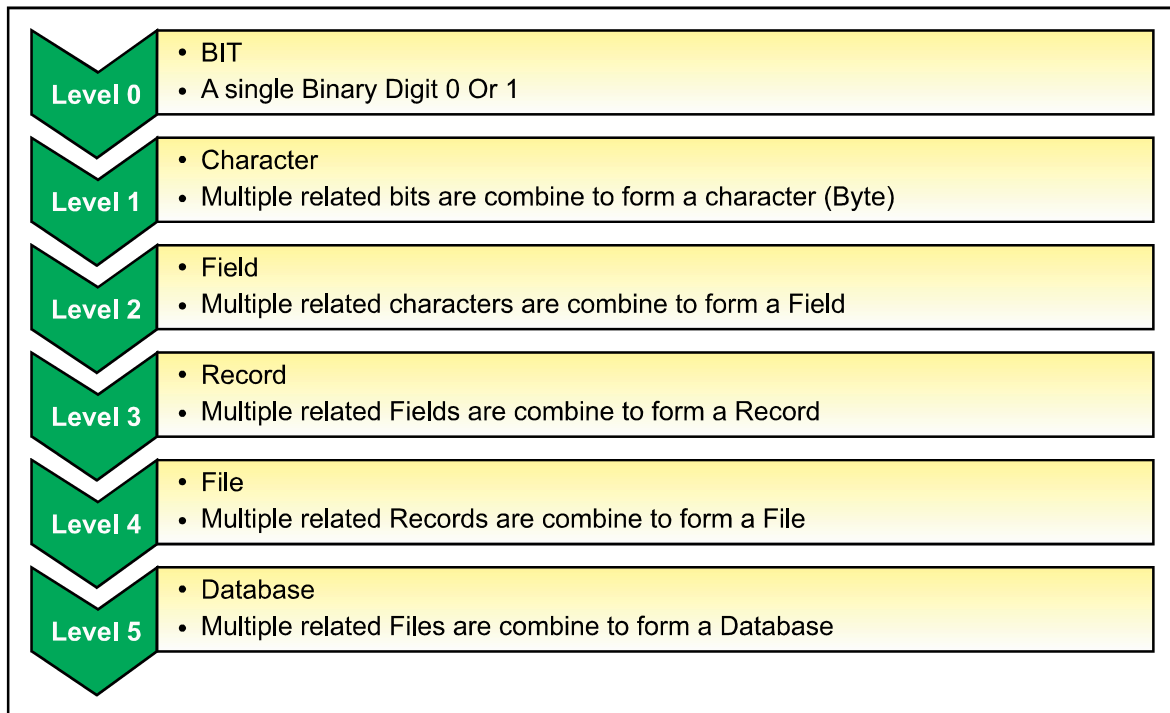 Level 0
• BIT
• A single Binary Digit 0 Or 1
Level 1
• Character
• Multiple related bits are combine to form a character (Byte)
Level 2
• Field
• Multiple related characters are combine to form a Field
Level 3
• Record
• Multiple related Fields are combine to form a Record
Level 4
• File
• Multiple related Records are combine to form a File
Level 5
• Database
• Multiple related Files are combine to form a Database